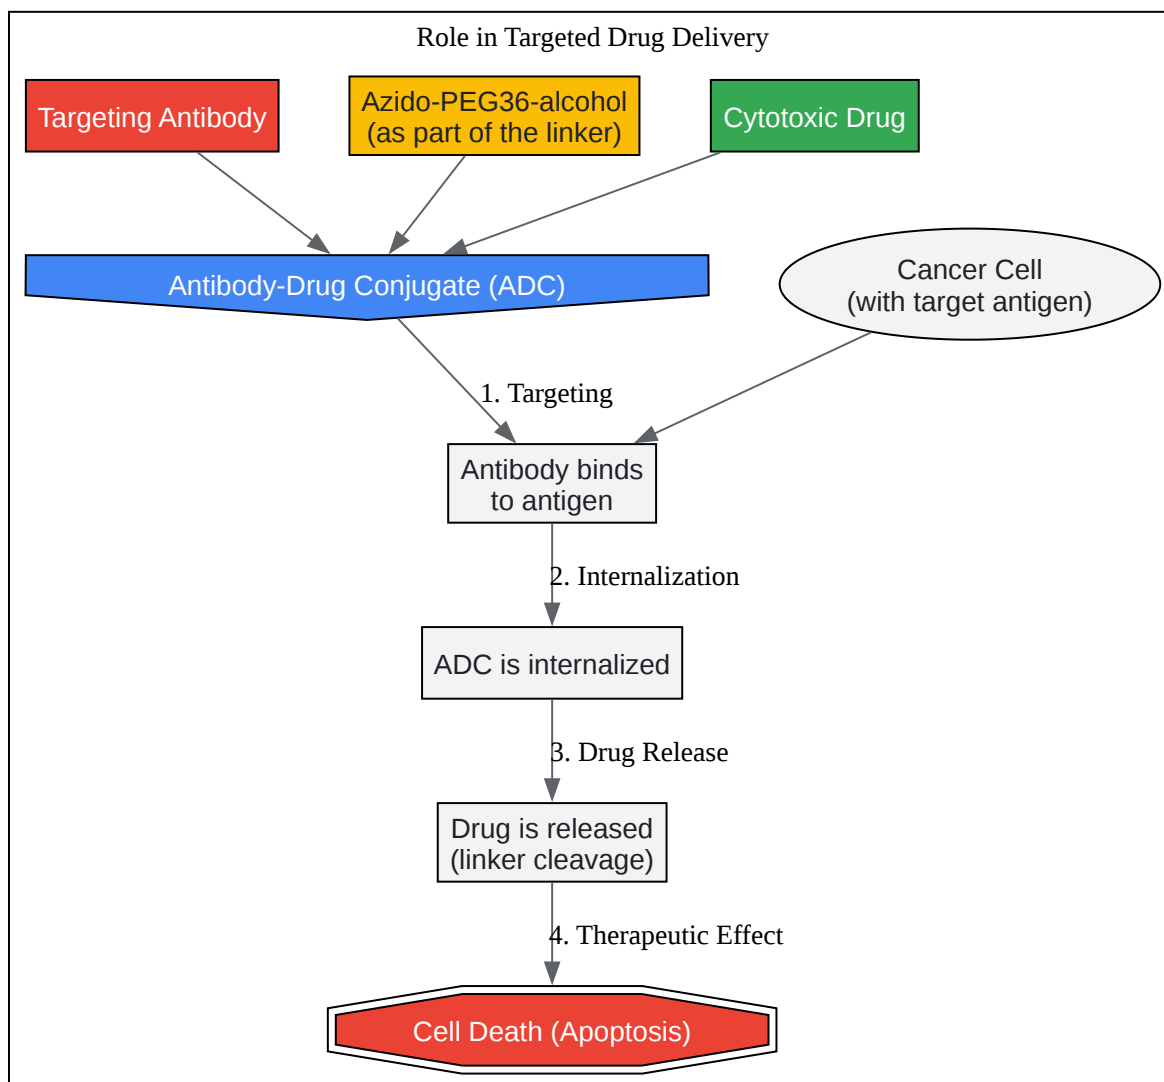 Role in Targeted Drug Delivery
Targeting Antibody
Azido-PEG36-alcohol
(as part of the linker)
Cytotoxic Drug
Antibody-Drug Conjugate (ADC)
Cancer Cell
(with target antigen)
1. Targeting
Antibody binds
to antigen
2. Internalization
ADC is internalized
3. Drug Release
Drug is released
(linker cleavage)
4. Therapeutic Effect
Cell Death (Apoptosis)